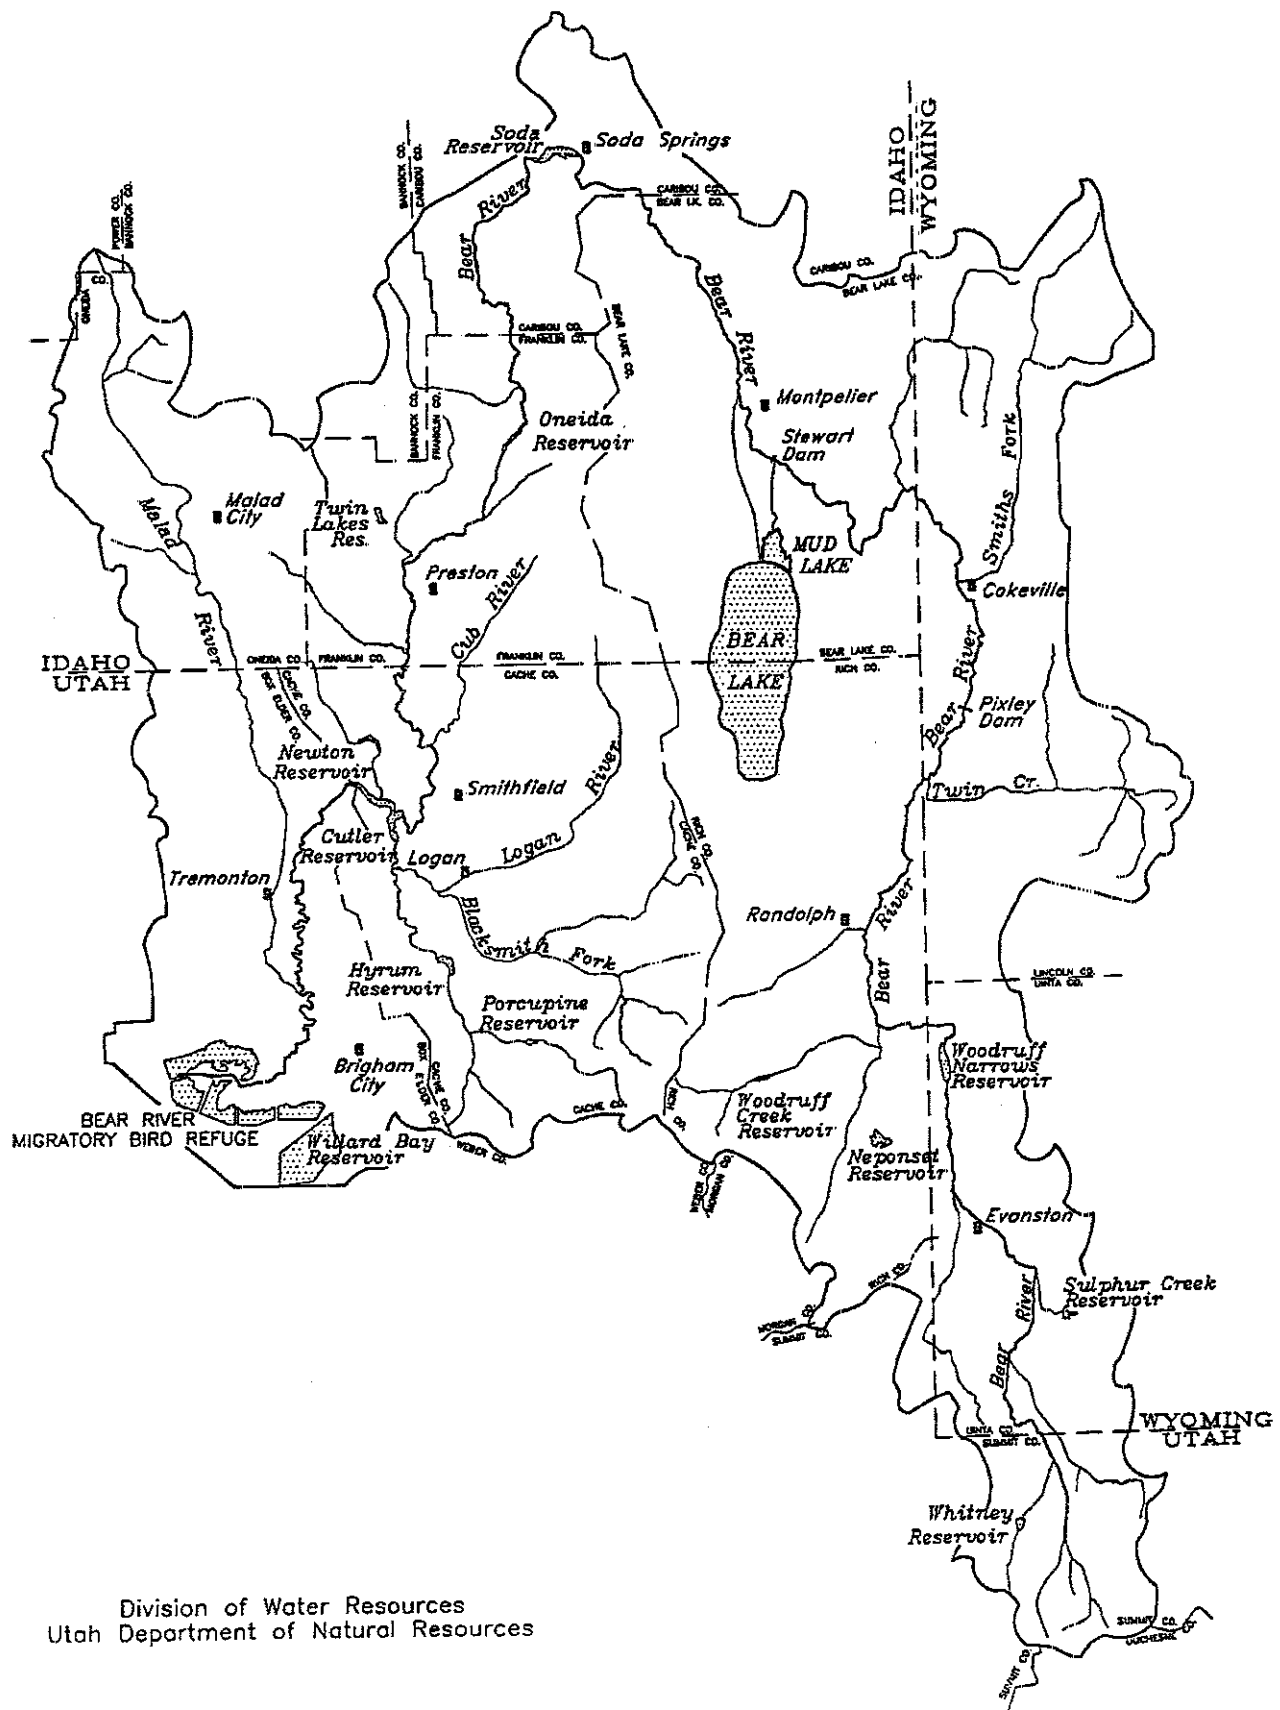 IDAHO
WYOMING
Soda
Reservoir
Soda Springs
BANNOCK CO.
CARIBOU CO.
POWER CO.
BANNOCK CO.
CARIBOU CO.
BEAR LK. CO.
Bear River
CARIBOU CO.
BEAR LAKE CO.
ONEIDA
CO.
Bear River
CARIBOU CO.
FRANKLIN CO.
BEAR LAKE CO.
BANNOCK CO.
FRANKLIN CO.
Montpelier
Oneida
Reservoir
Stewart
Dam
Smiths Fork
Malad River
Malad
City
Twin
Lakes
Res.
MUD
LAKE
Preston
Cub River
Cokeville
BEAR
LAKE
IDAHO
UTAH
ONEIDA CO.
FRANKLIN CO.
FRANKLIN CO.
CACHE CO.
BEAR LAKE CO.
RICH CO.
CACHE CO.
BOX ELDER CO.
Bear River
Pixley
Dam
Newton
Reservoir
Smithfield
Logan River
Twin Cr.
Cutler
Reservoir
Logan
RICH CO.
CACHE CO.
Tremonton
Blacksmith Fork
Randolph
Bear River
Hyrum
Reservoir
LINCOLN CO.
UINTA CO.
Porcupine
Reservoir
Brigham
City
BOX ELDER CO.
CACHE CO.
Woodruff
Narrows
Reservoir
CACHE CO.
RICH CO.
Woodruff
Creek
Reservoir
BEAR RIVER
MIGRATORY BIRD REFUGE
Willard Bay
Reservoir
WEBER CO.
Neponset
Reservoir
WEBER CO.
MORGAN CO.
Evanston
RICH CO.
Sulphur Creek
Reservoir
Bear River
MORGAN CO.
SUMMIT CO.
WYOMING
UTAH
UINTA CO.
SUMMIT CO.
Whitney
Reservoir
Division of Water Resources
Utah Department of Natural Resources
SUMMIT CO.
DUCHESNE CO.
SUMMIT CO.